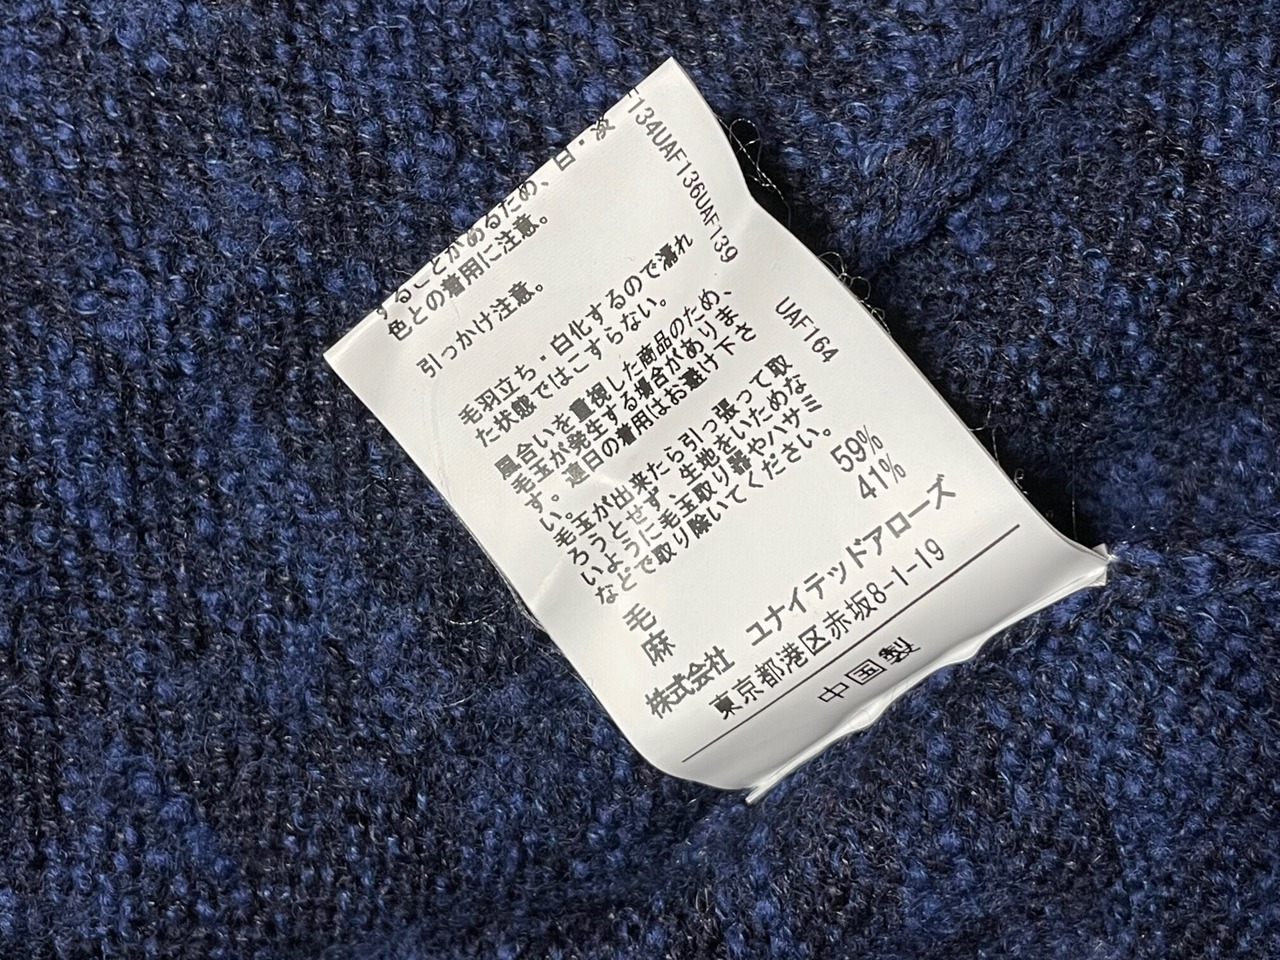 F134UAF136UAF139
することがあるため、白・淡
色との着用に注意。
引っかけ注意。
UAF164
毛羽立ち・白化するので濡れ
た状態ではこすらない。
風合いを重視した商品のため、
毛玉が発生する場合がありま
す。連日の着用はお避け下さ
い。
毛玉が出来たら引っ張って取
ろうとせず、生地をいためな
いように毛玉取り器やハサミ
などで取り除いてください。
毛 59%
麻 41%
株式会社 ユナイテッドアローズ
東京都港区赤坂8-1-19
中国製